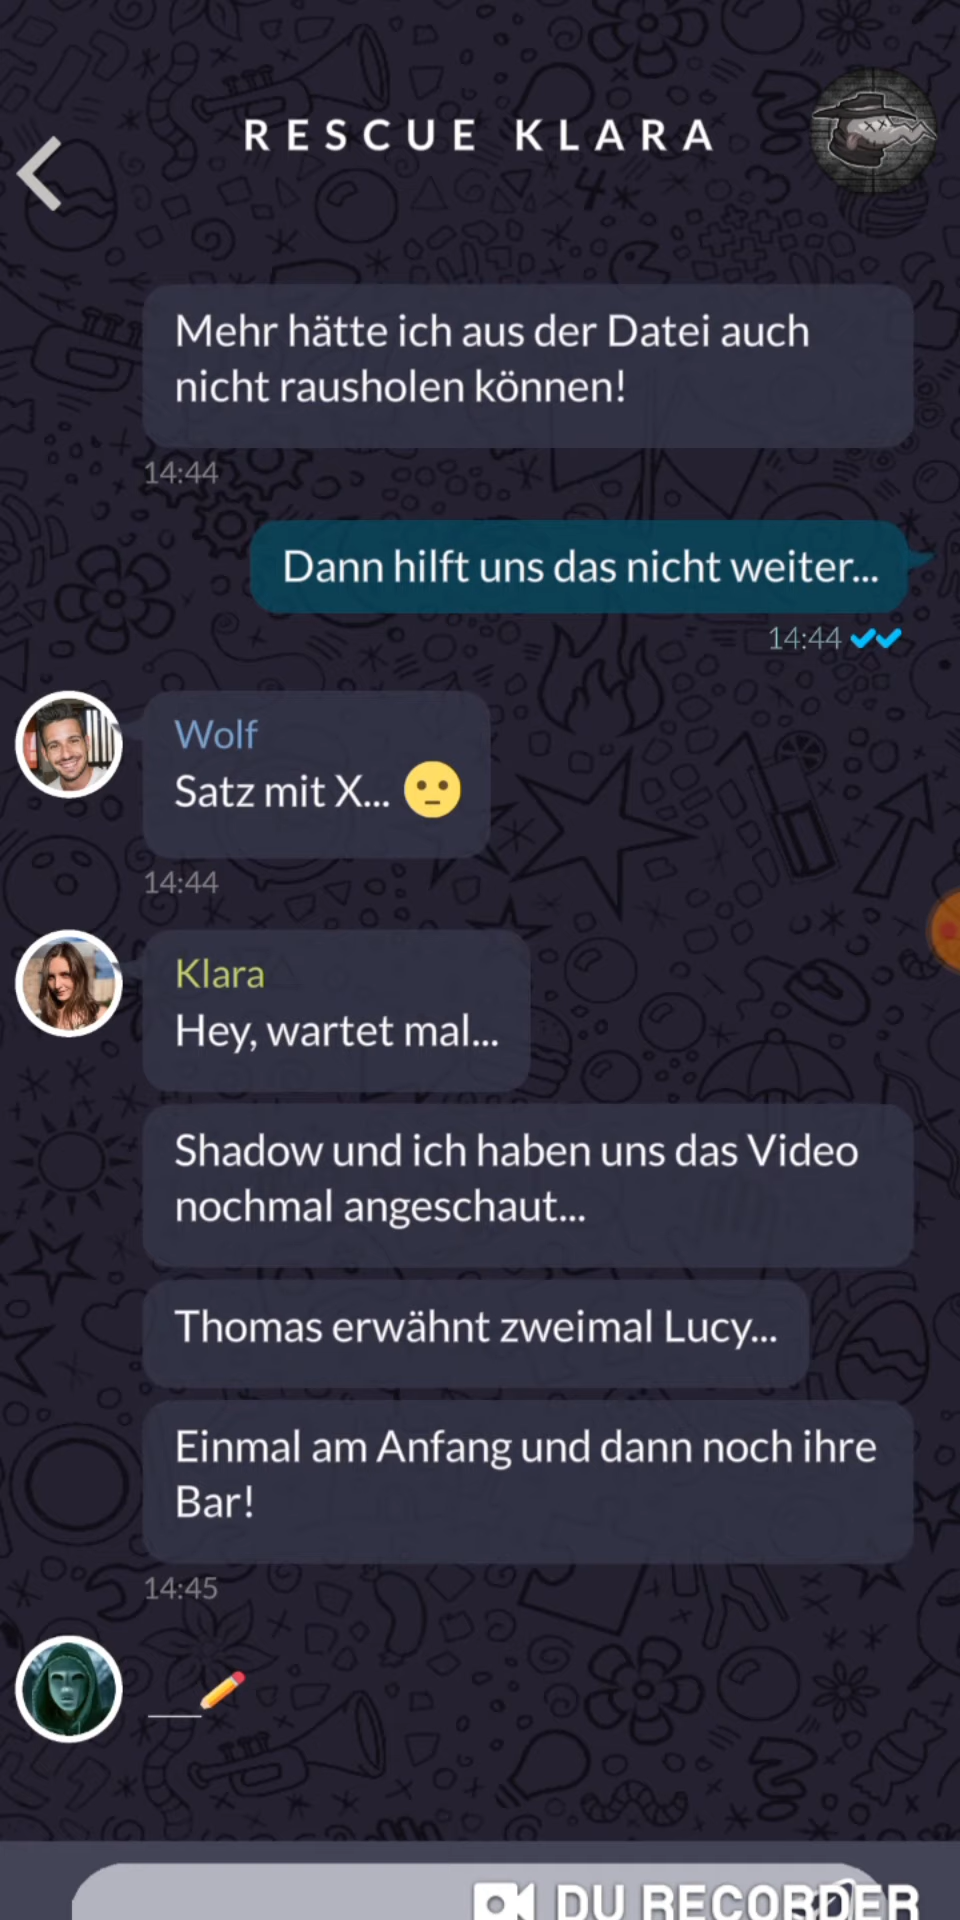 RESCUE KLARA
Mehr hätte ich aus der Datei auch
nicht rausholen können!
14:44
Dann hilft uns das nicht weiter...
14:44
Wolf
Satz mit X... 😐
14:44
Klara
Hey, wartet mal...
Shadow und ich haben uns das Video
nochmal angeschaut...
Thomas erwähnt zweimal Lucy...
Einmal am Anfang und dann noch ihre
Bar!
14:45
DU RECORDER